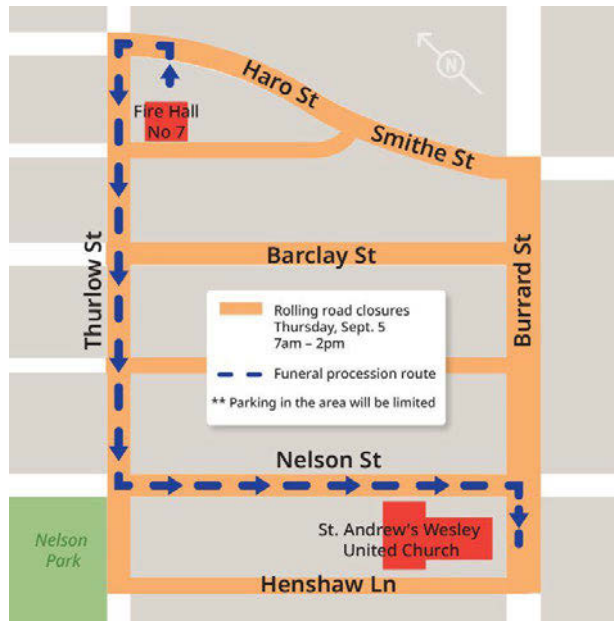 N
Haro St
Fire Hall
No 7
Smithe St
Thurlow St
Barclay St
Burrard St
Rolling road closures
Thursday, Sept. 5
7am – 2pm
Funeral procession route
** Parking in the area will be limited
Nelson St
St. Andrew's Wesley
United Church
Nelson
Park
Henshaw Ln